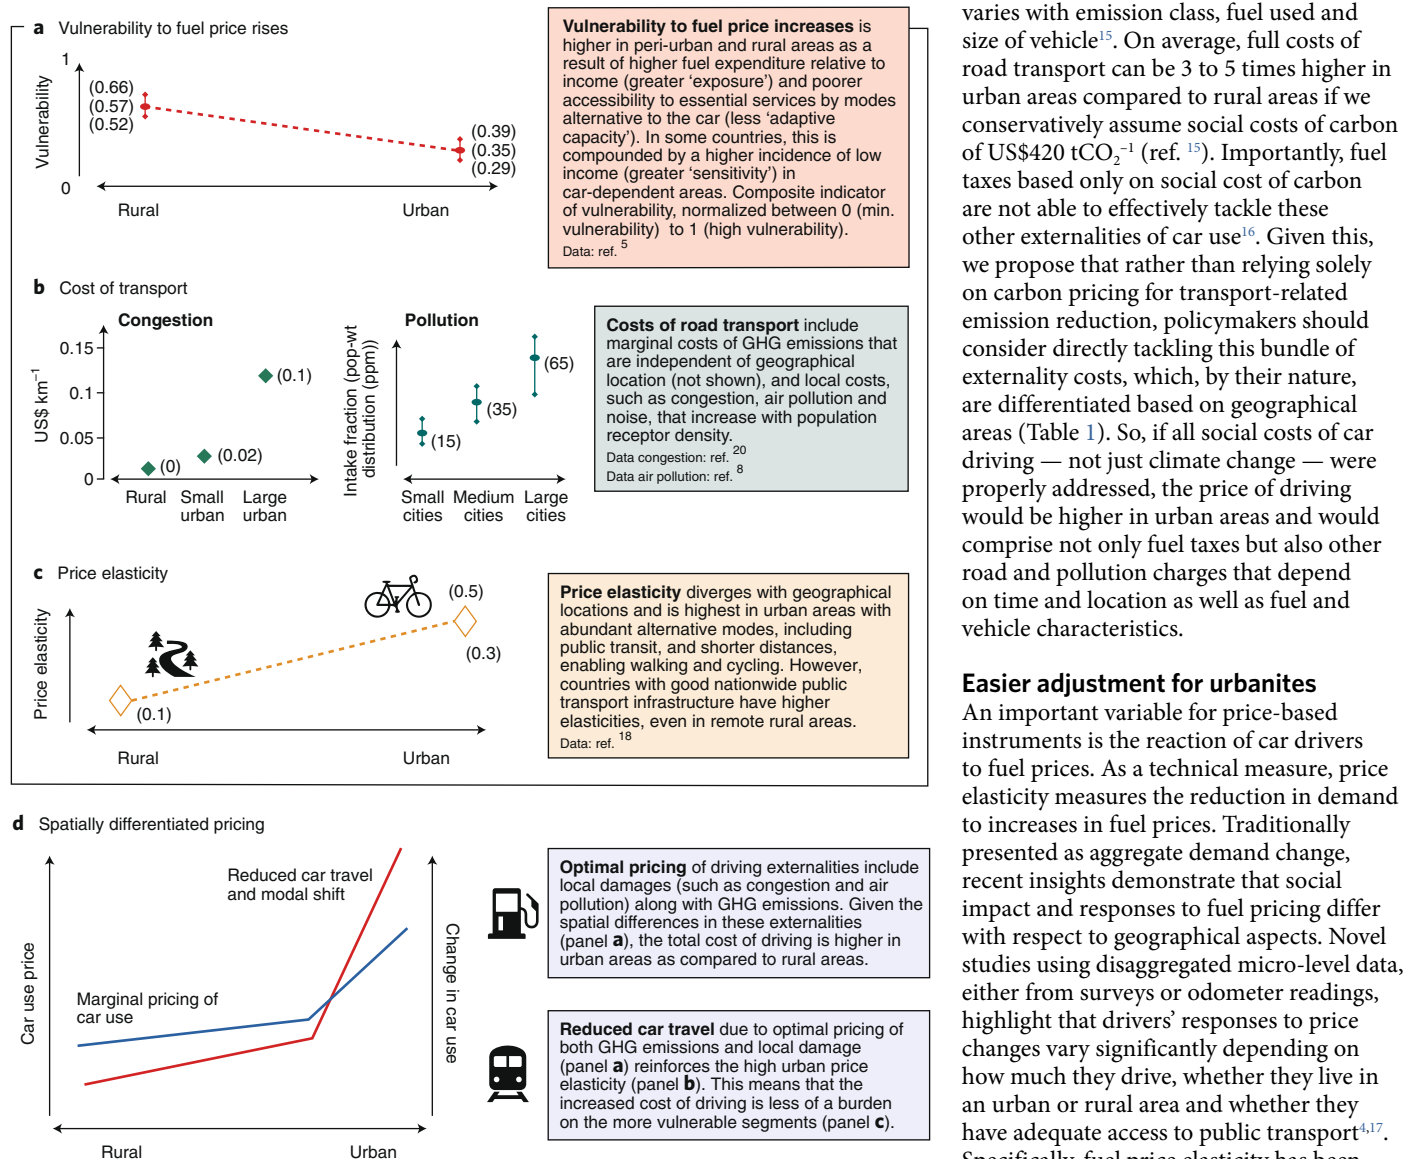 a Vulnerability to fuel price rises
1
Vulnerability
(0.66)
(0.57)
(0.52)
(0.39)
(0.35)
(0.29)
0
Rural
Urban
Vulnerability to fuel price increases is
higher in peri-urban and rural areas as a
result of higher fuel expenditure relative to
income (greater ‘exposure’) and poorer
accessibility to essential services by modes
alternative to the car (less ‘adaptive
capacity’). In some countries, this is
compounded by a higher incidence of low
income (greater ‘sensitivity’) in
car-dependent areas. Composite indicator
of vulnerability, normalized between 0 (min.
vulnerability) to 1 (high vulnerability).
Data: ref. 5
b Cost of transport
Congestion
US$ km–1
0.15
0.1
0.05
0
(0)
(0.02)
(0.1)
Rural
Small
urban
Large
urban
Pollution
Intake fraction (pop-wt
distribution (ppm))
(15)
(35)
(65)
Small
cities
Medium
cities
Large
cities
Costs of road transport include
marginal costs of GHG emissions that
are independent of geographical
location (not shown), and local costs,
such as congestion, air pollution and
noise, that increase with population
receptor density.
Data congestion: ref. 20
Data air pollution: ref. 8
c Price elasticity
Price elasticity
(0.5)
(0.3)
(0.1)
Rural
Urban
Price elasticity diverges with geographical
locations and is highest in urban areas with
abundant alternative modes, including
public transit, and shorter distances,
enabling walking and cycling. However,
countries with good nationwide public
transport infrastructure have higher
elasticities, even in remote rural areas.
Data: ref. 18
d Spatially differentiated pricing
Car use price
Reduced car travel
and modal shift
Marginal pricing of
car use
Change in car use
Rural
Urban
Optimal pricing of driving externalities include
local damages (such as congestion and air
pollution) along with GHG emissions. Given the
spatial differences in these externalities
(panel a), the total cost of driving is higher in
urban areas as compared to rural areas.
Reduced car travel due to optimal pricing of
both GHG emissions and local damage
(panel a) reinforces the high urban price
elasticity (panel b). This means that the
increased cost of driving is less of a burden
on the more vulnerable segments (panel c).
varies with emission class, fuel used and
size of vehicle15. On average, full costs of
road transport can be 3 to 5 times higher in
urban areas compared to rural areas if we
conservatively assume social costs of carbon
of US$420 tCO2–1 (ref. 15). Importantly, fuel
taxes based only on social cost of carbon
are not able to effectively tackle these
other externalities of car use16. Given this,
we propose that rather than relying solely
on carbon pricing for transport-related
emission reduction, policymakers should
consider directly tackling this bundle of
externality costs, which, by their nature,
are differentiated based on geographical
areas (Table 1). So, if all social costs of car
driving — not just climate change — were
properly addressed, the price of driving
would be higher in urban areas and would
comprise not only fuel taxes but also other
road and pollution charges that depend
on time and location as well as fuel and
vehicle characteristics.
Easier adjustment for urbanites
An important variable for price-based
instruments is the reaction of car drivers
to fuel prices. As a technical measure, price
elasticity measures the reduction in demand
to increases in fuel prices. Traditionally
presented as aggregate demand change,
recent insights demonstrate that social
impact and responses to fuel pricing differ
with respect to geographical aspects. Novel
studies using disaggregated micro-level data,
either from surveys or odometer readings,
highlight that drivers’ responses to price
changes vary significantly depending on
how much they drive, whether they live in
an urban or rural area and whether they
have adequate access to public transport4,17.
Specifically, fuel price elasticity has been